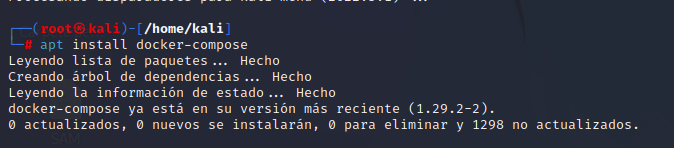 ┌──(root㉿kali)-[/home/kali]
└─# apt install docker-compose
Leyendo lista de paquetes... Hecho
Creando árbol de dependencias... Hecho
Leyendo la información de estado... Hecho
docker-compose ya está en su versión más reciente (1.29.2-2).
0 actualizados, 0 nuevos se instalarán, 0 para eliminar y 1298 no actualizados.